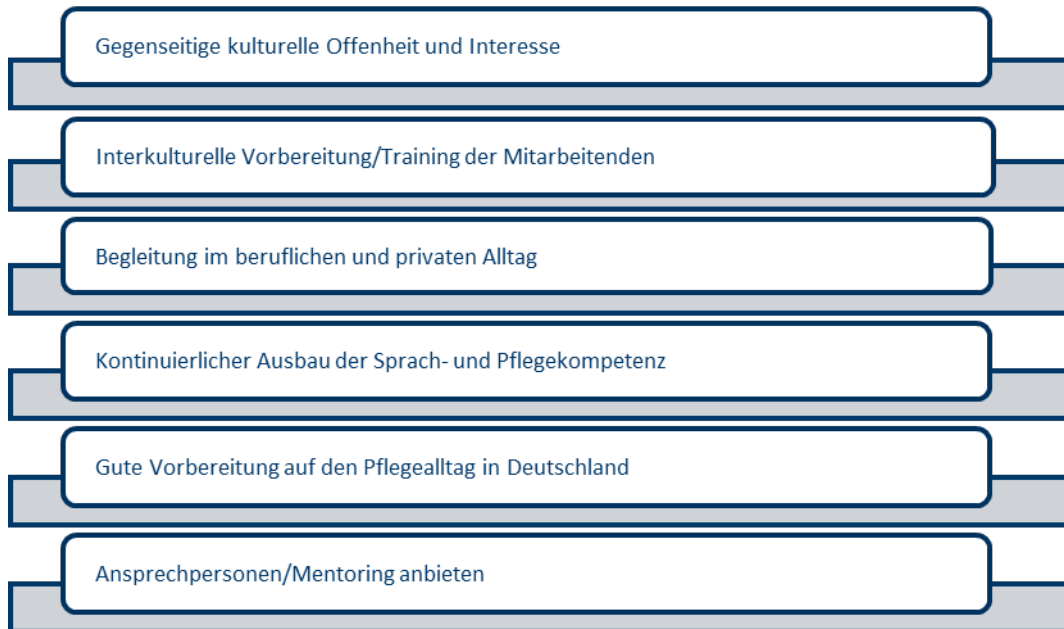 Gegenseitige kulturelle Offenheit und Interesse
Interkulturelle Vorbereitung/Training der Mitarbeitenden
Begleitung im beruflichen und privaten Alltag
Kontinuierlicher Ausbau der Sprach- und Pflegekompetenz
Gute Vorbereitung auf den Pflegealltag in Deutschland
Ansprechpersonen/Mentoring anbieten